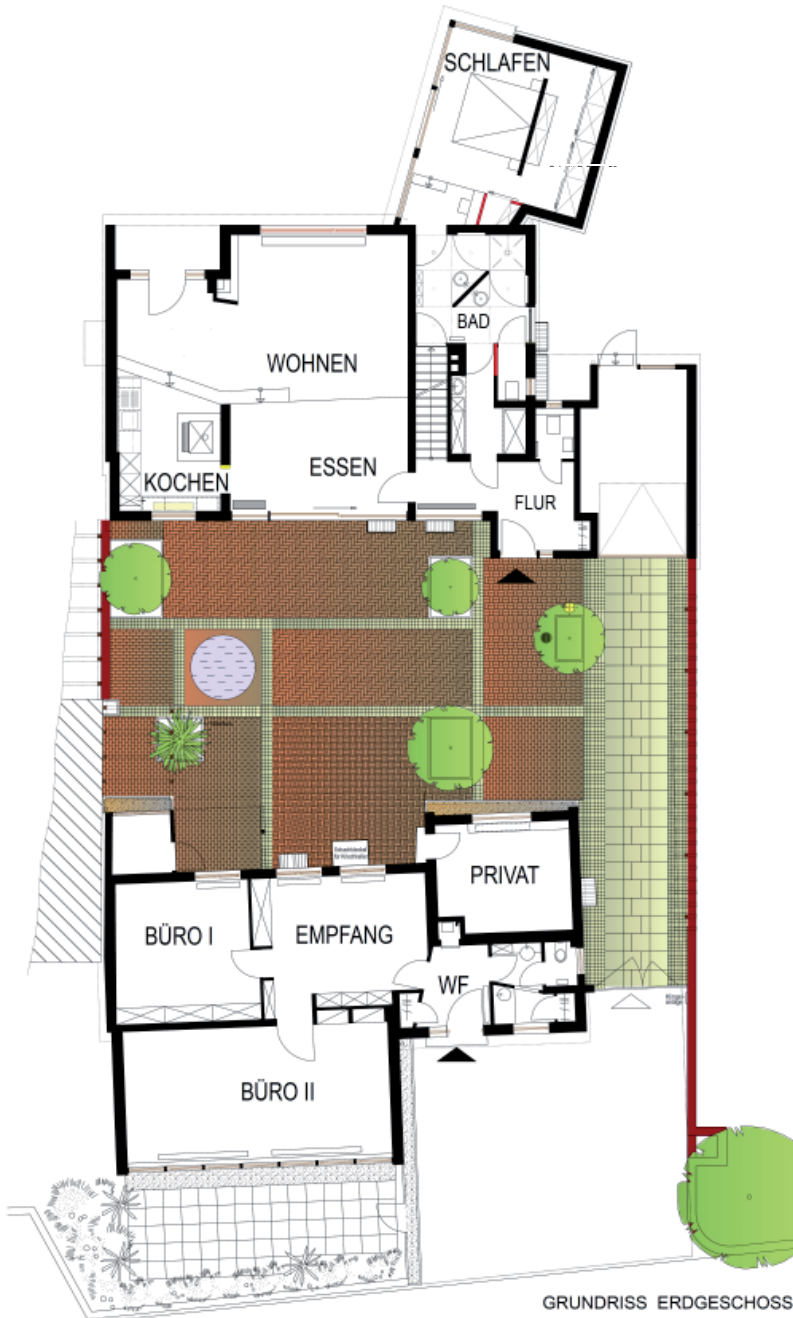 SCHLAFEN
BAD
WOHNEN
ESSEN
KOCHEN
FLUR
PRIVAT
BÜRO I
EMPFANG
WF
BÜRO II
GRUNDRISS ERDGESCHOSS